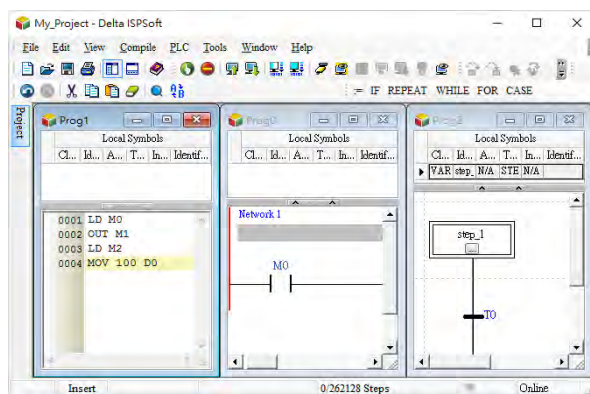 My_Project - Delta ISPSoft
File Edit View Compile PLC Tools Window Help
:= IF REPEAT WHILE FOR CASE
Project
Prog1
Local Symbols
Cl... Id... A... T... In... Identif...
0001 LD M0
0002 OUT M1
0003 LD M2
0004 MOV 100 D0
Local Symbols
Cl... Id... A... T... In... Identif...
Network 1
M0
Local Symbols
Cl... Id... A... T... In... Identif...
VAR step_ N/A STE N/A
step_1
...
T0
Insert 0/262128 Steps Online